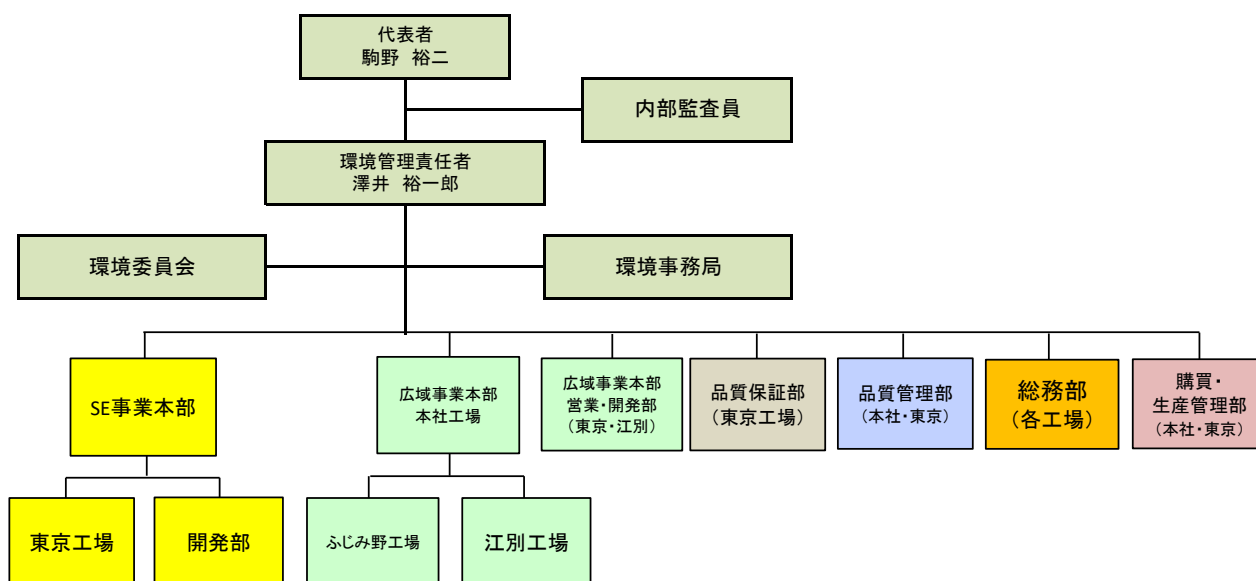 代表者
駒野 裕二
内部監査員
環境管理責任者
澤井 裕一郎
環境委員会
環境事務局
SE事業本部
広域事業本部
本社工場
広域事業本部
営業・開発部
（東京・江別）
品質保証部
（東京工場）
品質管理部
（本社・東京）
総務部
（各工場）
購買・
生産管理部
（本社・東京）
東京工場
開発部
ふじみ野工場
江別工場